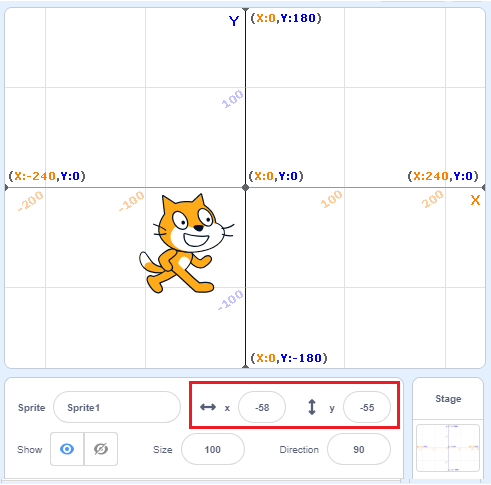 Y (X:0,Y:180)
100
(X:-240,Y:0) (X:0,Y:0) (X:240,Y:0)
-200 -100 100 200 X
-100
(X:0,Y:-180)
Sprite Sprite1 x -58 y -55 Stage
Show Size 100 Direction 90